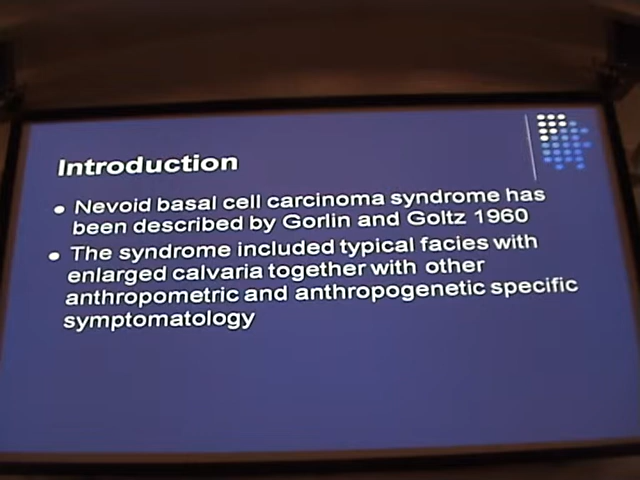 Introduction
Nevoid basal cell carcinoma syndrome has
been described by Gorlin and Goltz 1960
The syndrome included typical facies with
enlarged calvaria together with other
anthropometric and anthropogenetic specific
symptomatology